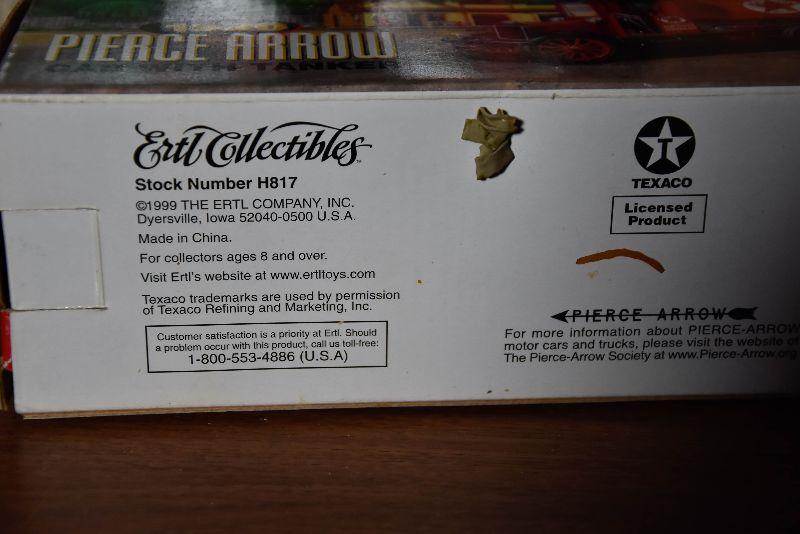 PIERCE ARROW
TANKER
Ertl Collectibles
Stock Number H817
©1999 THE ERTL COMPANY, INC.
Dyersville, Iowa 52040-0500 U.S.A.
Made in China.
For collectors ages 8 and over.
Visit Ertl's website at www.ertltoys.com
Texaco trademarks are used by permission
of Texaco Refining and Marketing, Inc.
Customer satisfaction is a priority at Ertl. Should
a problem occur with this product, call us toll-free:
1-800-553-4886 (U.S.A)
T
TEXACO
Licensed
Product
PIERCE ARROW
For more information about PIERCE-ARROW
motor cars and trucks, please visit the website of
The Pierce-Arrow Society at www.Pierce-Arrow.org